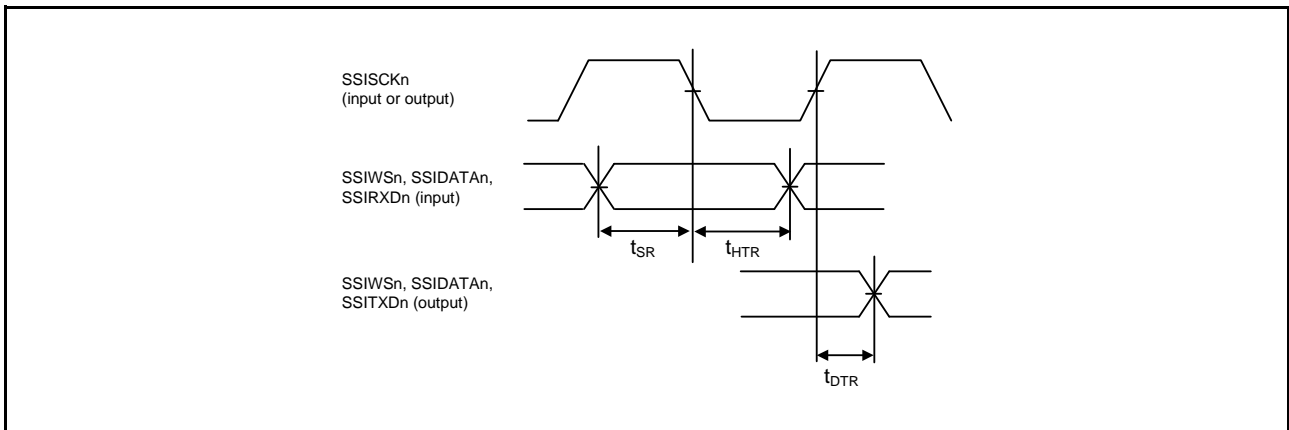 SSISCKn
(input or output)
SSIWSn, SSIDATAn,
SSIRXDn (input)
tSR
tHTR
SSIWSn, SSIDATAn,
SSITXDn (output)
tDTR